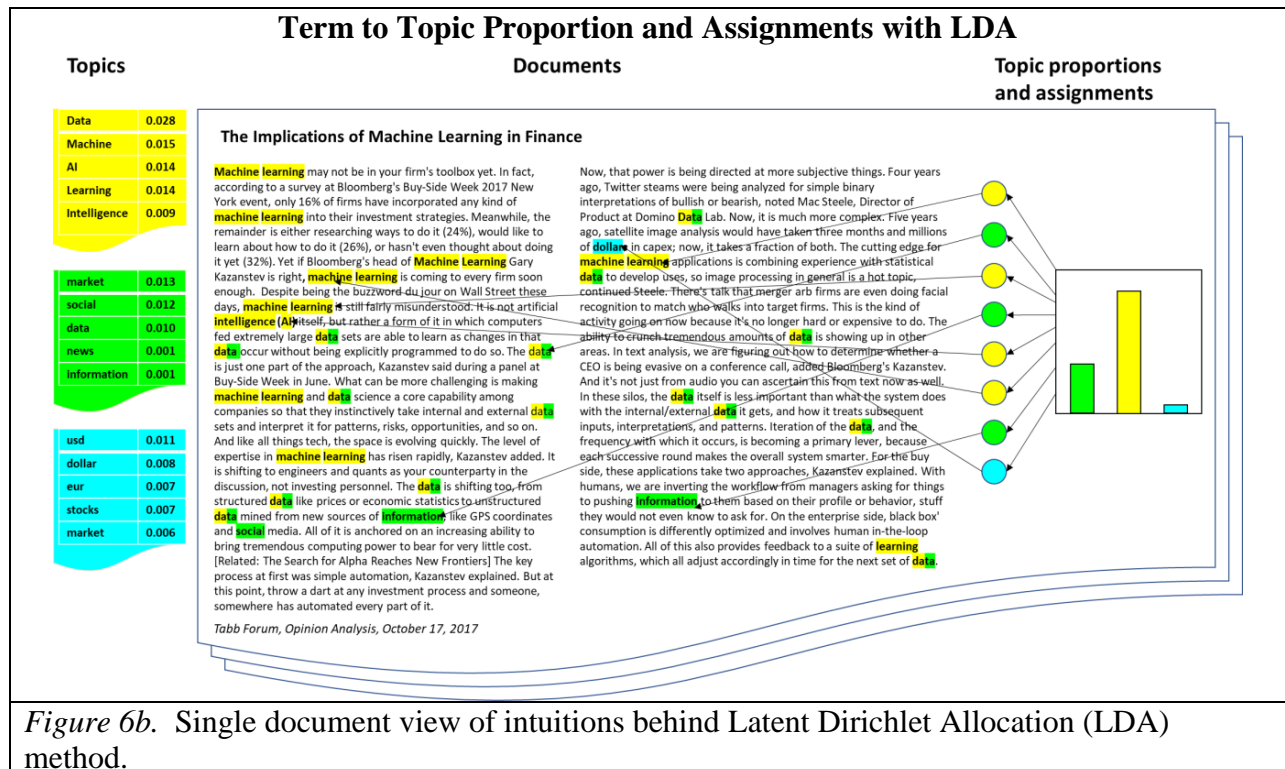 Term to Topic Proportion and Assignments with LDA
Topics
Documents
Topic proportions
and assignments
Data 0.028
Machine 0.015
AI 0.014
Learning 0.014
Intelligence 0.009
market 0.013
social 0.012
data 0.010
news 0.001
information 0.001
usd 0.011
dollar 0.008
eur 0.007
stocks 0.007
market 0.006
The Implications of Machine Learning in Finance
Machine learning may not be in your firm's toolbox yet. In fact,
according to a survey at Bloomberg's Buy-Side Week 2017 New
York event, only 16% of firms have incorporated any kind of
machine learning into their investment strategies. Meanwhile, the
remainder is either researching ways to do it (24%), would like to
learn about how to do it (26%), or hasn't even thought about doing
it yet (32%). Yet if Bloomberg's head of Machine Learning Gary
Kazanstev is right, machine learning is coming to every firm soon
enough. Despite being the buzzword du jour on Wall Street these
days, machine learning is still fairly misunderstood. It is not artificial
intelligence (AI) itself, but rather a form of it in which computers
fed extremely large data sets are able to learn as changes in that
data occur without being explicitly programmed to do so. The data
is just one part of the approach, Kazanstev said during a panel at
Buy-Side Week in June. What can be more challenging is making
machine learning and data science a core capability among
companies so that they instinctively take internal and external data
sets and interpret it for patterns, risks, opportunities, and so on.
And like all things tech, the space is evolving quickly. The level of
expertise in machine learning has risen rapidly, Kazanstev added. It
is shifting to engineers and quants as your counterparty in the
discussion, not investing personnel. The data is shifting too, from
structured data like prices or economic statistics to unstructured
data mined from new sources of information, like GPS coordinates
and social media. All of it is anchored on an increasing ability to
bring tremendous computing power to bear for very little cost.
[Related: The Search for Alpha Reaches New Frontiers] The key
process at first was simple automation, Kazanstev explained. But at
this point, throw a dart at any investment process and someone,
somewhere has automated every part of it.
Tabb Forum, Opinion Analysis, October 17, 2017
Now, that power is being directed at more subjective things. Four years
ago, Twitter steams were being analyzed for simple binary
interpretations of bullish or bearish, noted Mac Steele, Director of
Product at Domino Data Lab. Now, it is much more complex. Five years
ago, satellite image analysis would have taken three months and millions
of dollars in capex; now, it takes a fraction of both. The cutting edge for
machine learning applications is combining experience with statistical
data to develop uses, so image processing in general is a hot topic,
continued Steele. There's talk that merger arb firms are even doing facial
recognition to match who walks into target firms. This is the kind of
activity going on now because it's no longer hard or expensive to do. The
ability to crunch tremendous amounts of data is showing up in other
areas. In text analysis, we are figuring out how to determine whether a
CEO is being evasive on a conference call, added Bloomberg's Kazanstev.
And it's not just from audio you can ascertain this from text now as well.
In these silos, the data itself is less important than what the system does
with the internal/external data it gets, and how it treats subsequent
inputs, interpretations, and patterns. Iteration of the data, and the
frequency with which it occurs, is becoming a primary lever, because
each successive round makes the overall system smarter. For the buy
side, these applications take two approaches, Kazanstev explained. With
humans, we are inverting the workflow from managers asking for things
to pushing information to them based on their profile or behavior, stuff
they would not even know to ask for. On the enterprise side, black box'
consumption is differently optimized and involves human in-the-loop
automation. All of this also provides feedback to a suite of learning
algorithms, which all adjust accordingly in time for the next set of data.
Figure 6b. Single document view of intuitions behind Latent Dirichlet Allocation (LDA)
method.